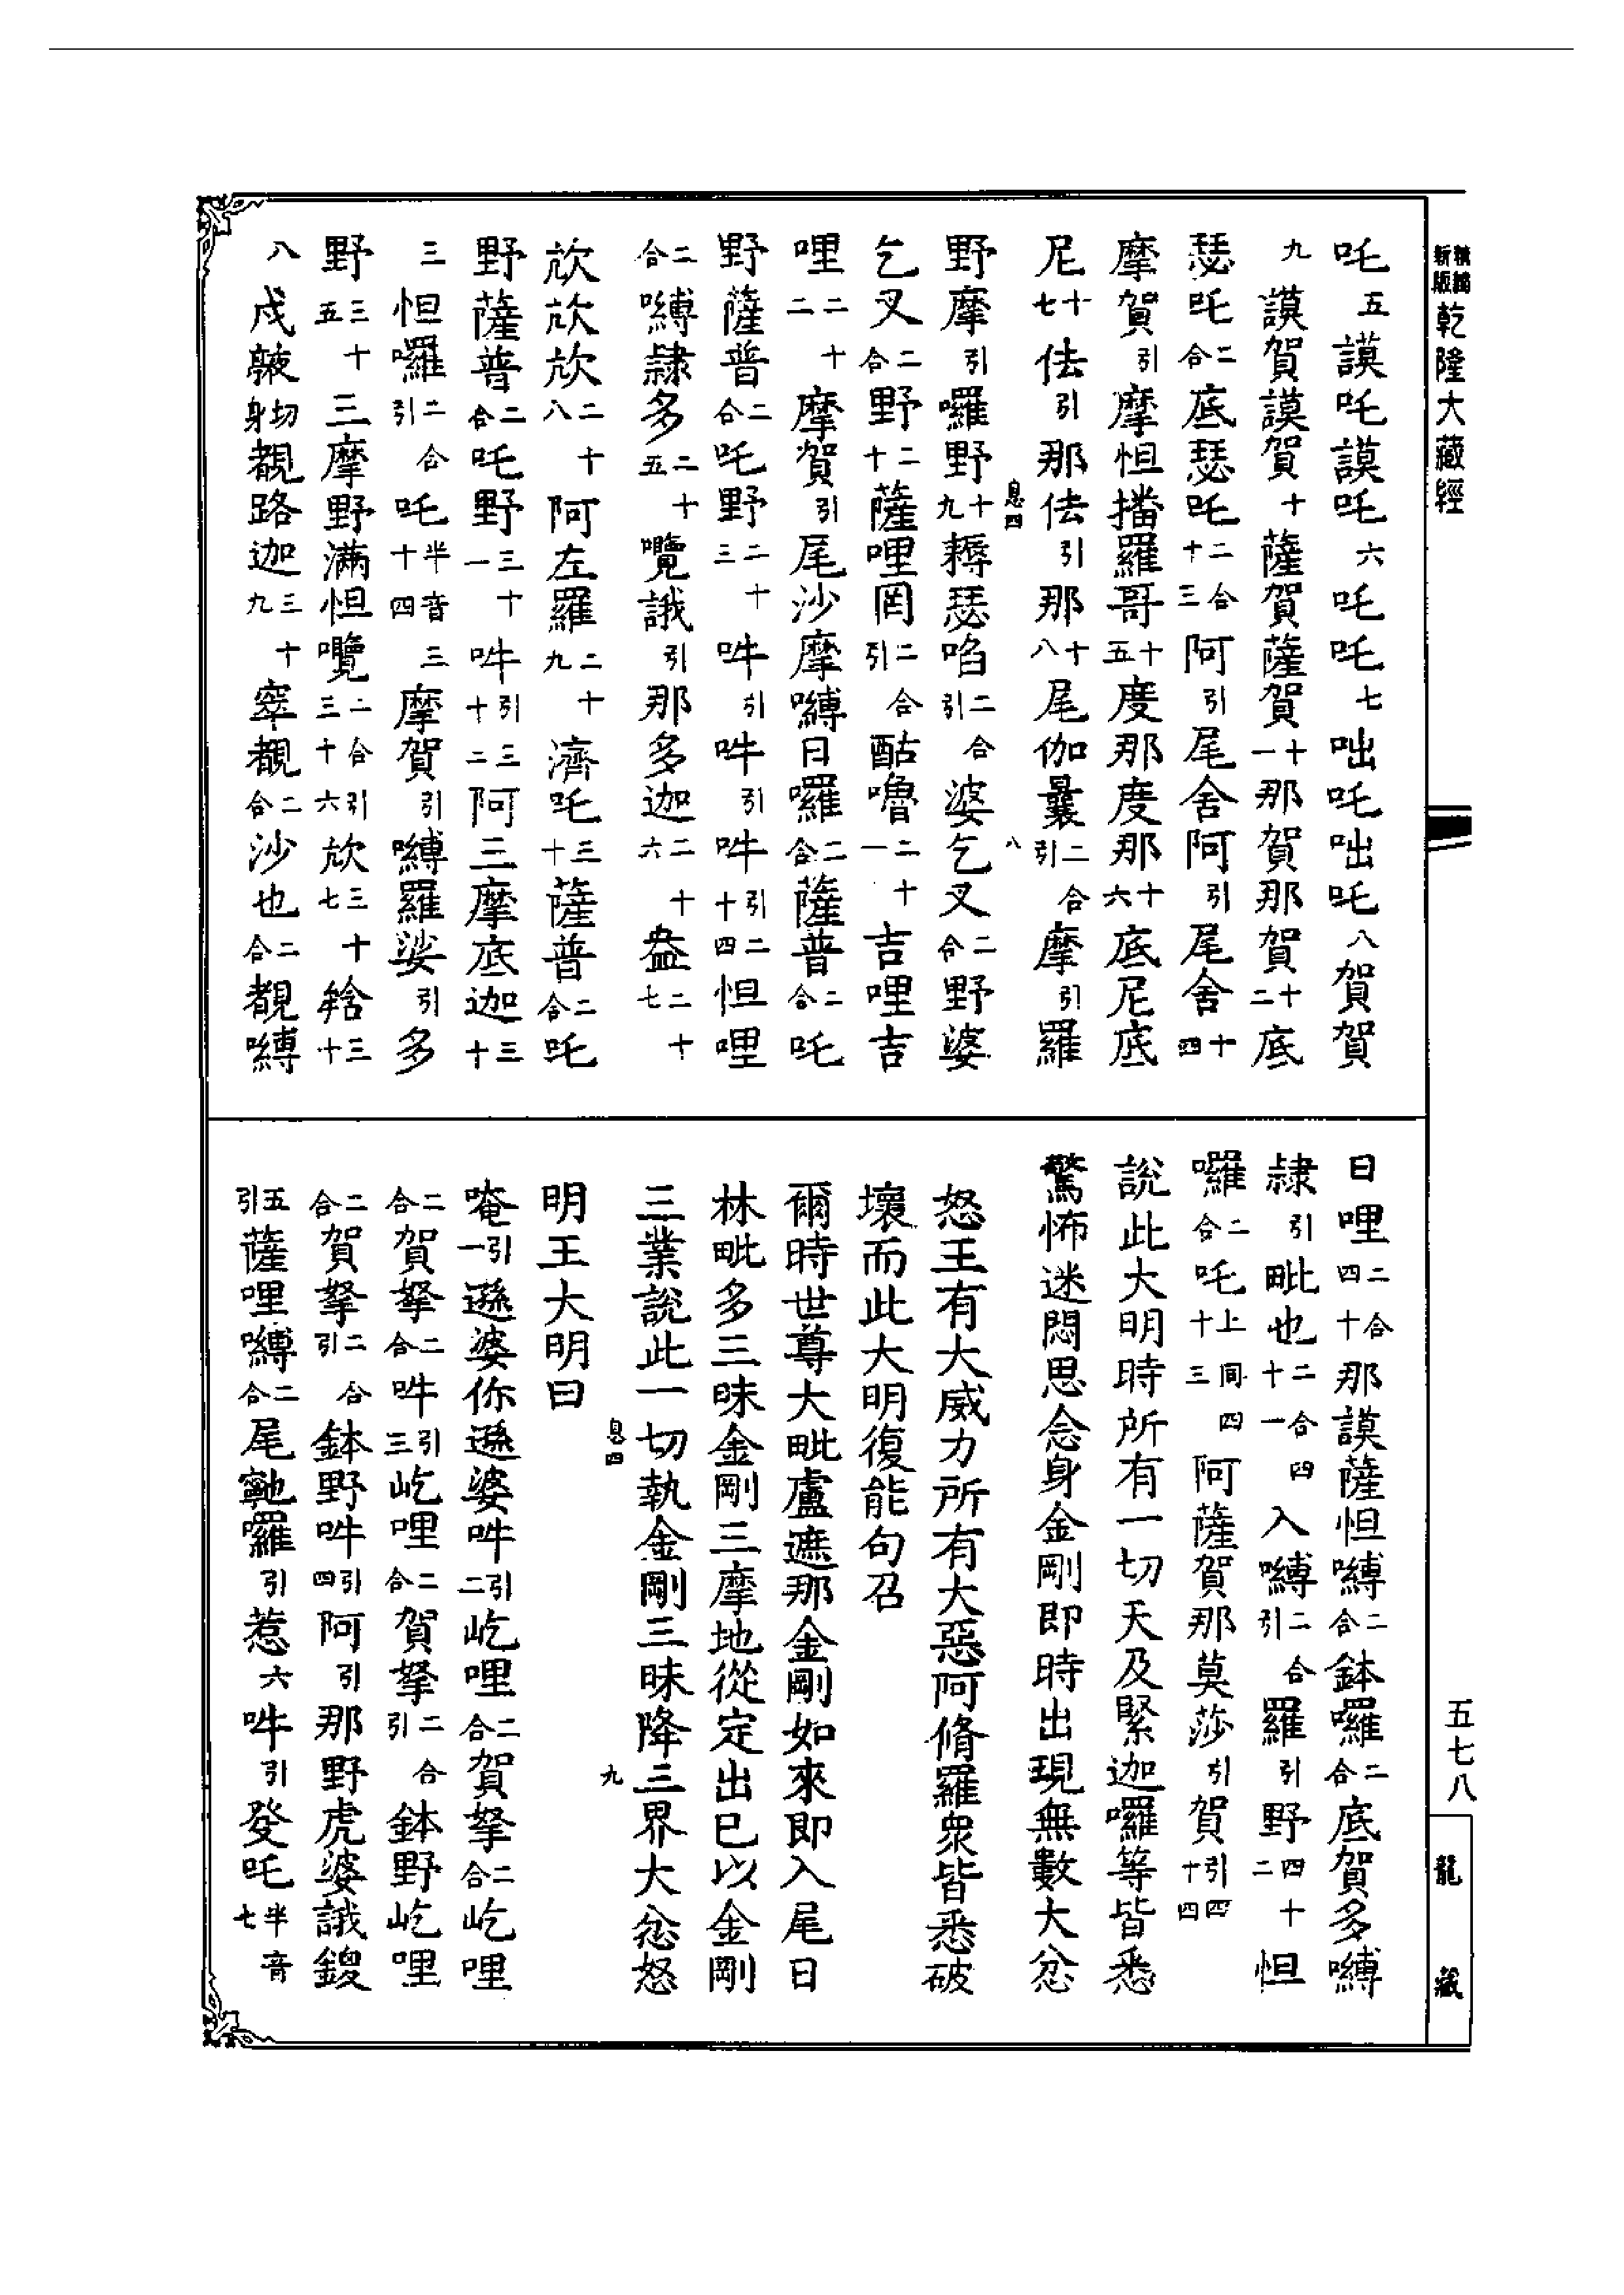 精編新版乾隆大藏經
吒五謨吒謨吒六吒吒七咄吒咄吒八賀賀
九謨賀謨賀十薩賀薩賀十一那賀那賀十二底
瑟吒二合底瑟吒二合十三阿引尾舍阿引尾舍十四
摩賀引摩怛播羅哥十五度那度那十六底尼底
尼十七佉引那佉引那十八尾伽曩二合引摩引羅
息四 八
野摩引囉野十九耨瑟㗖二合引婆乞叉二合野婆
乞叉二合野二十薩哩罔二合引酤嚕二十一吉哩吉
哩二十二摩賀引尾沙摩嚩日囉二合薩普二合吒
野薩普二合吒野二十三吽引吽引吽引二十四怛哩
二合嚩隷多二十五㘕誐引那多迦二十六盎二十七
欱欱欱二十八阿左羅二十九濟吒三十薩普二合吒
野薩普二合吒野三十一吽引三十二阿三摩底迦三十
三怛囉二合引吒半音三十四摩賀引嚩羅娑引多
野三十五三摩野滿怛㘕二合引三十六欱三十七䤴三十
八戍䩕切身覩路迦三十九窣覩二合沙也二合覩嚩
日哩二合四十那謨薩怛嚩二合鉢囉二合底賀多嚩
隷引毗也二合四十一入嚩二合引羅引野四十二怛
囉二合吒上同四十三阿薩賀那莫莎引賀引四十四
說此大明時所有一切天及緊迦囉等皆悉
驚怖迷悶思念身金剛即時出現無數大忿
怒王有大威力所有大惡阿脩羅眾皆悉破
壞而此大明復能句召
爾時世尊大毗盧遮那金剛如來即入尾日
林毗多三昧金剛三摩地從定出已以金剛
三業說此一切執金剛三昧降三界大忿怒
息四 九
明王大明曰
唵引一遜婆你遜婆吽引二屹哩二合賀拏二合屹哩
二合賀拏二合吽引三屹哩二合賀拏二合引鉢野屹哩
二合賀拏二合引鉢野吽引四阿引那野虎婆誐鍐
五引薩哩嚩二合尾䭾囉引惹六吽引發吒半音七
五七八
龍藏